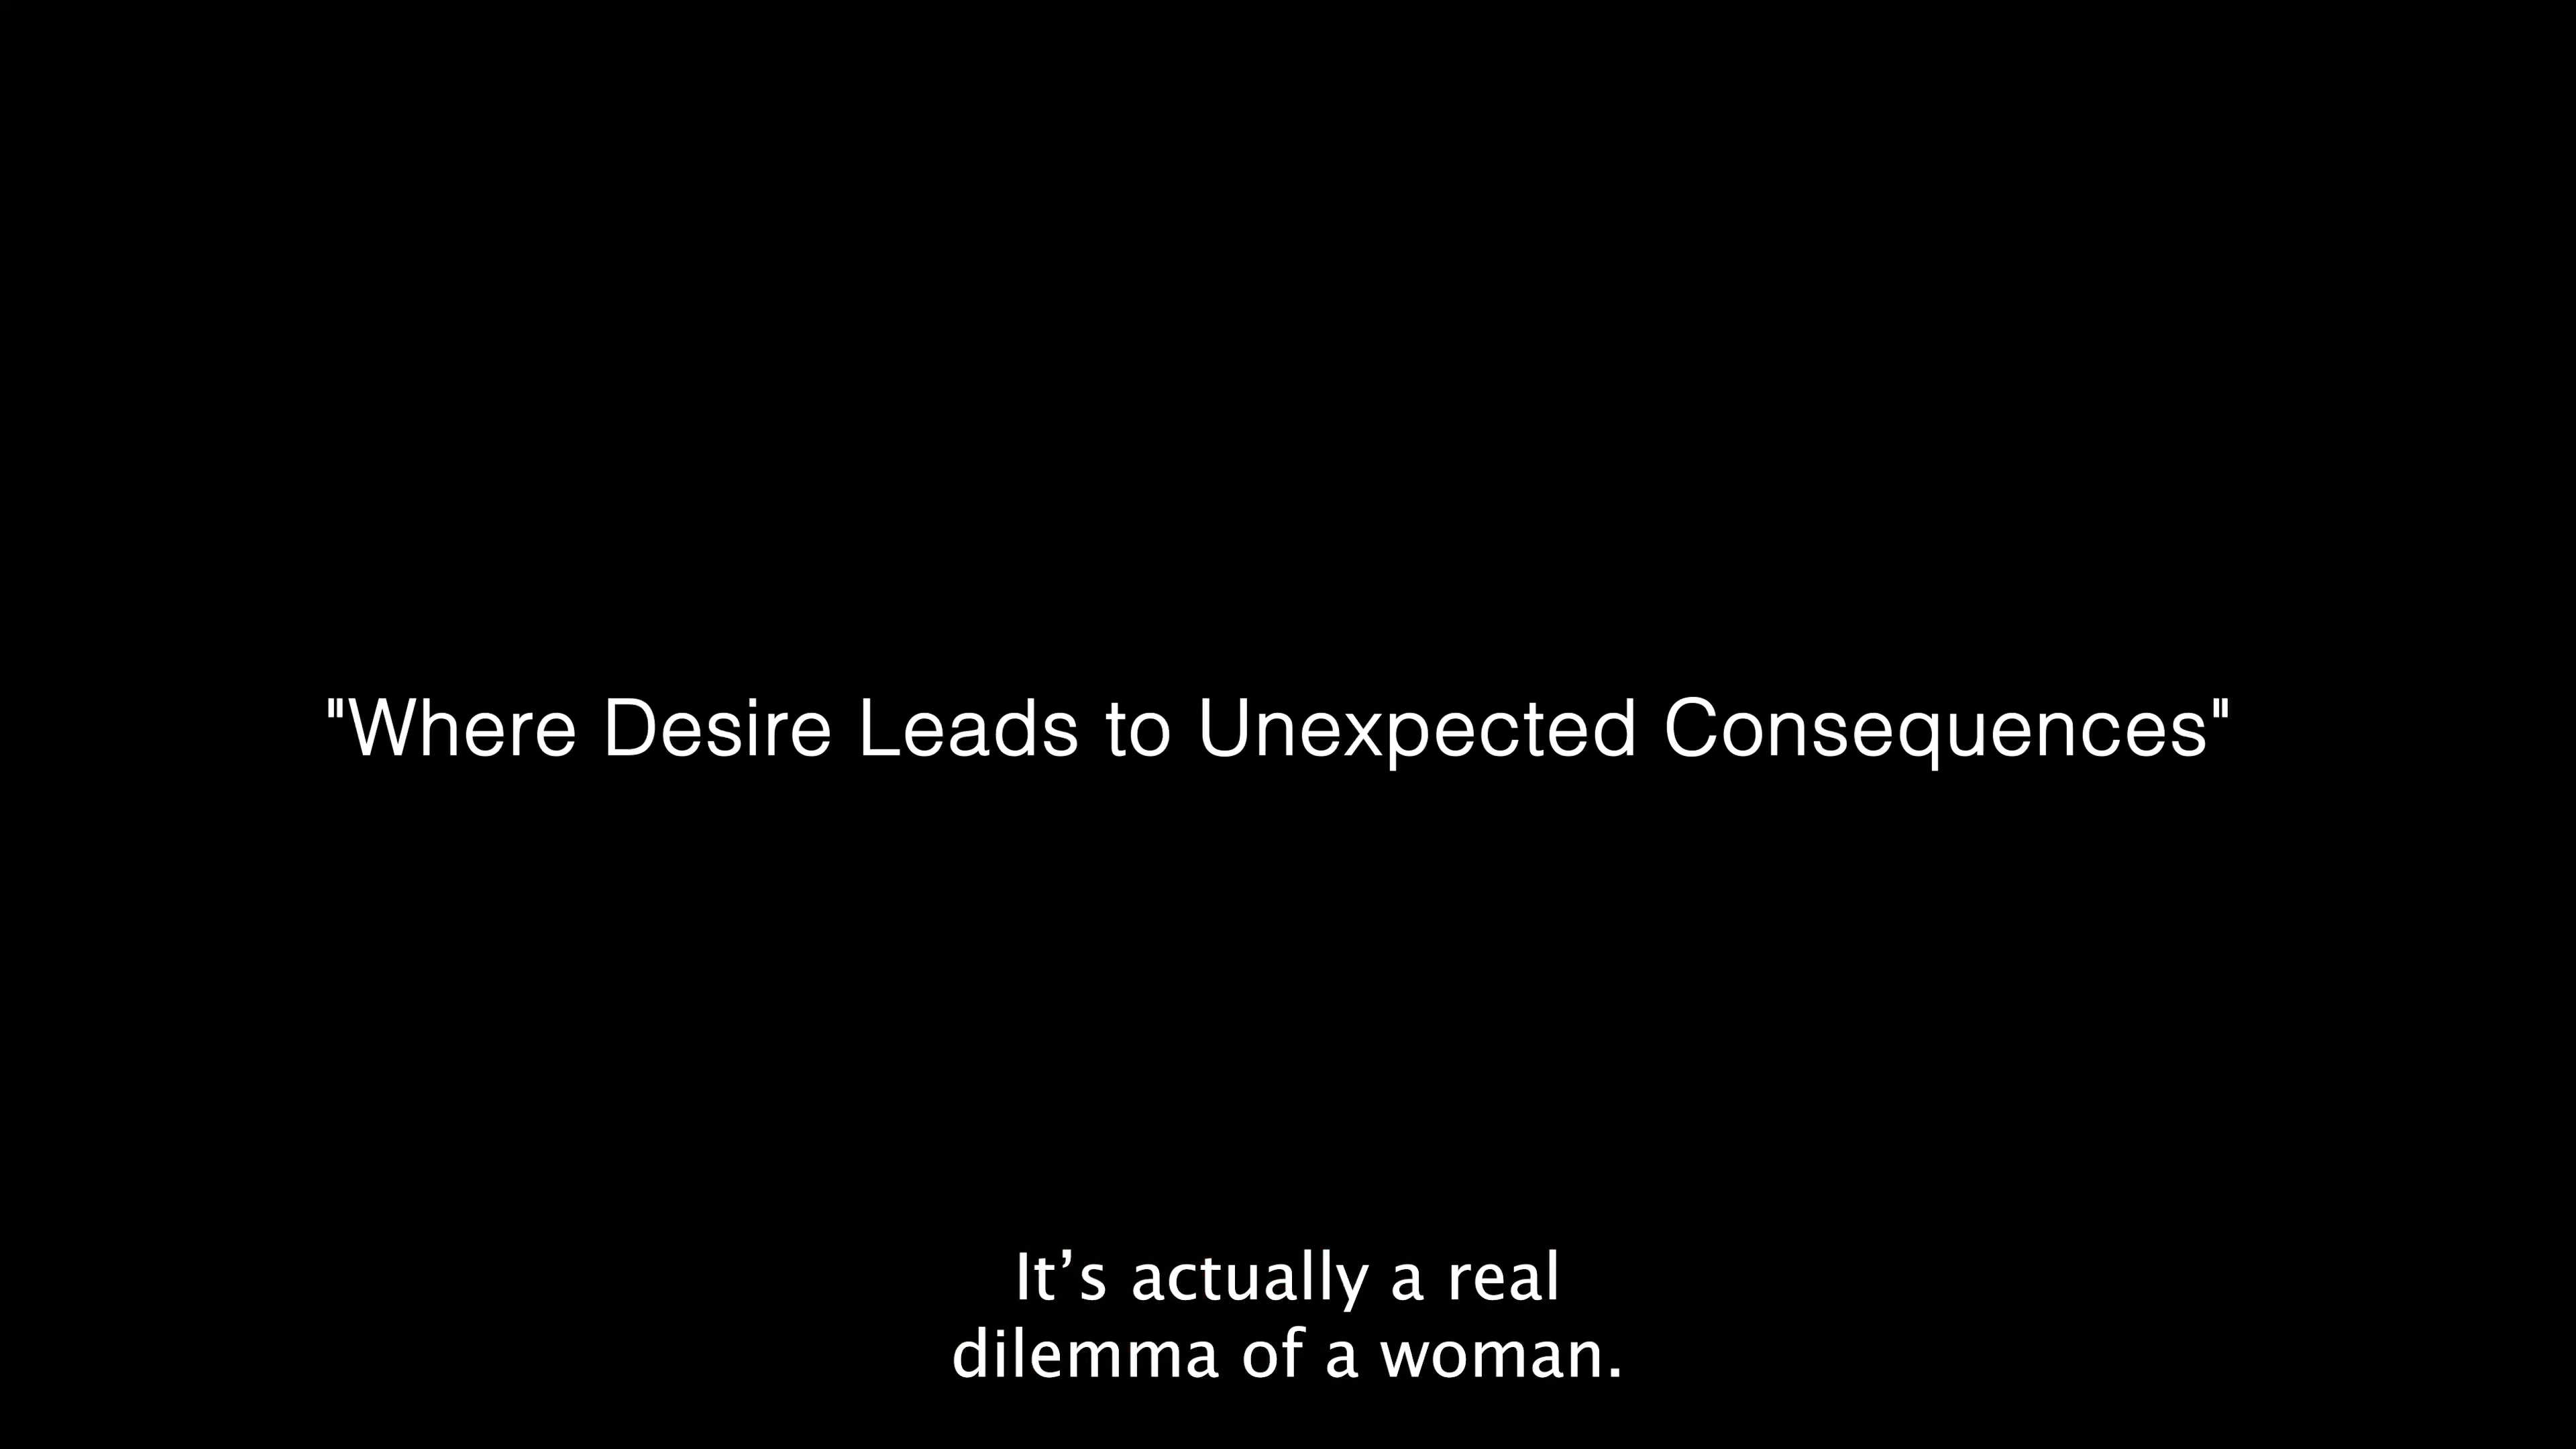 "Where Desire Leads to Unexpected Consequences"
It’s actually a real
dilemma of a woman.